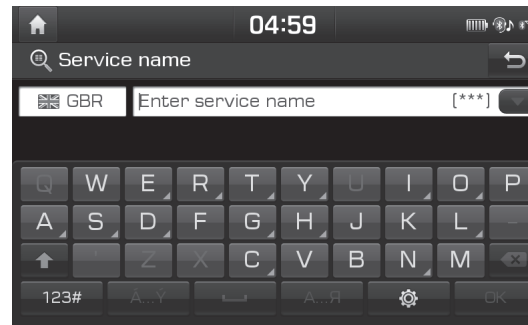 04:59
Service name
GBR Enter service name [***]
Q W E R T Y U I O P
A S D F G H J K L -
' Z X C V B N M
123# Á...Ý A...Я OK